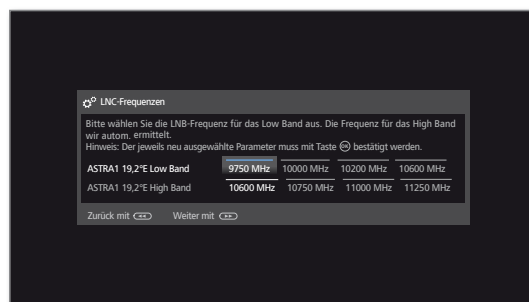 LNC-Frequenzen
Bitte wählen Sie die LNB-Frequenz für das Low Band aus. Die Frequenz für das High Band
wir autom. ermittelt.
Hinweis: Der jeweils neu ausgewählte Parameter muss mit Taste OK bestätigt werden.
ASTRA1 19,2°E Low Band 9750 MHz 10000 MHz 10200 MHz 10600 MHz
ASTRA1 19,2°E High Band 10600 MHz 10750 MHz 11000 MHz 11250 MHz
Zurück mit Weiter mit